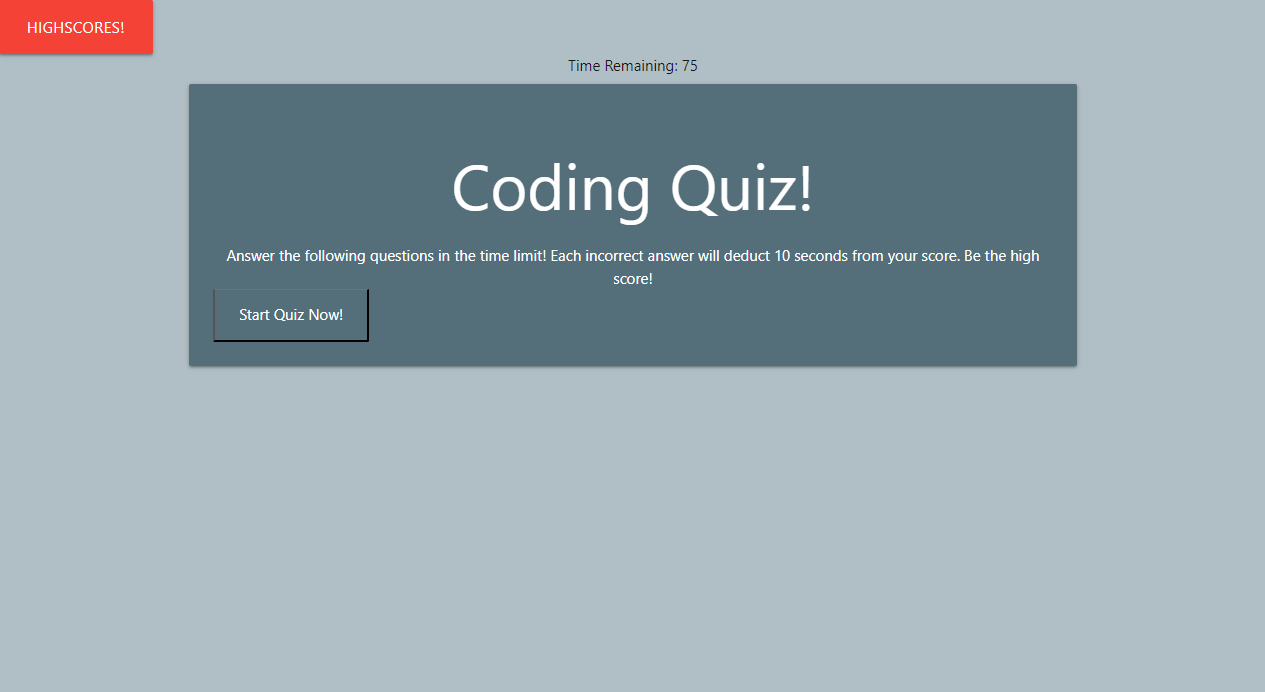 HIGHSCORES!
Time Remaining: 75
Coding Quiz!
Answer the following questions in the time limit! Each incorrect answer will deduct 10 seconds from your score. Be the high
score!
Start Quiz Now!